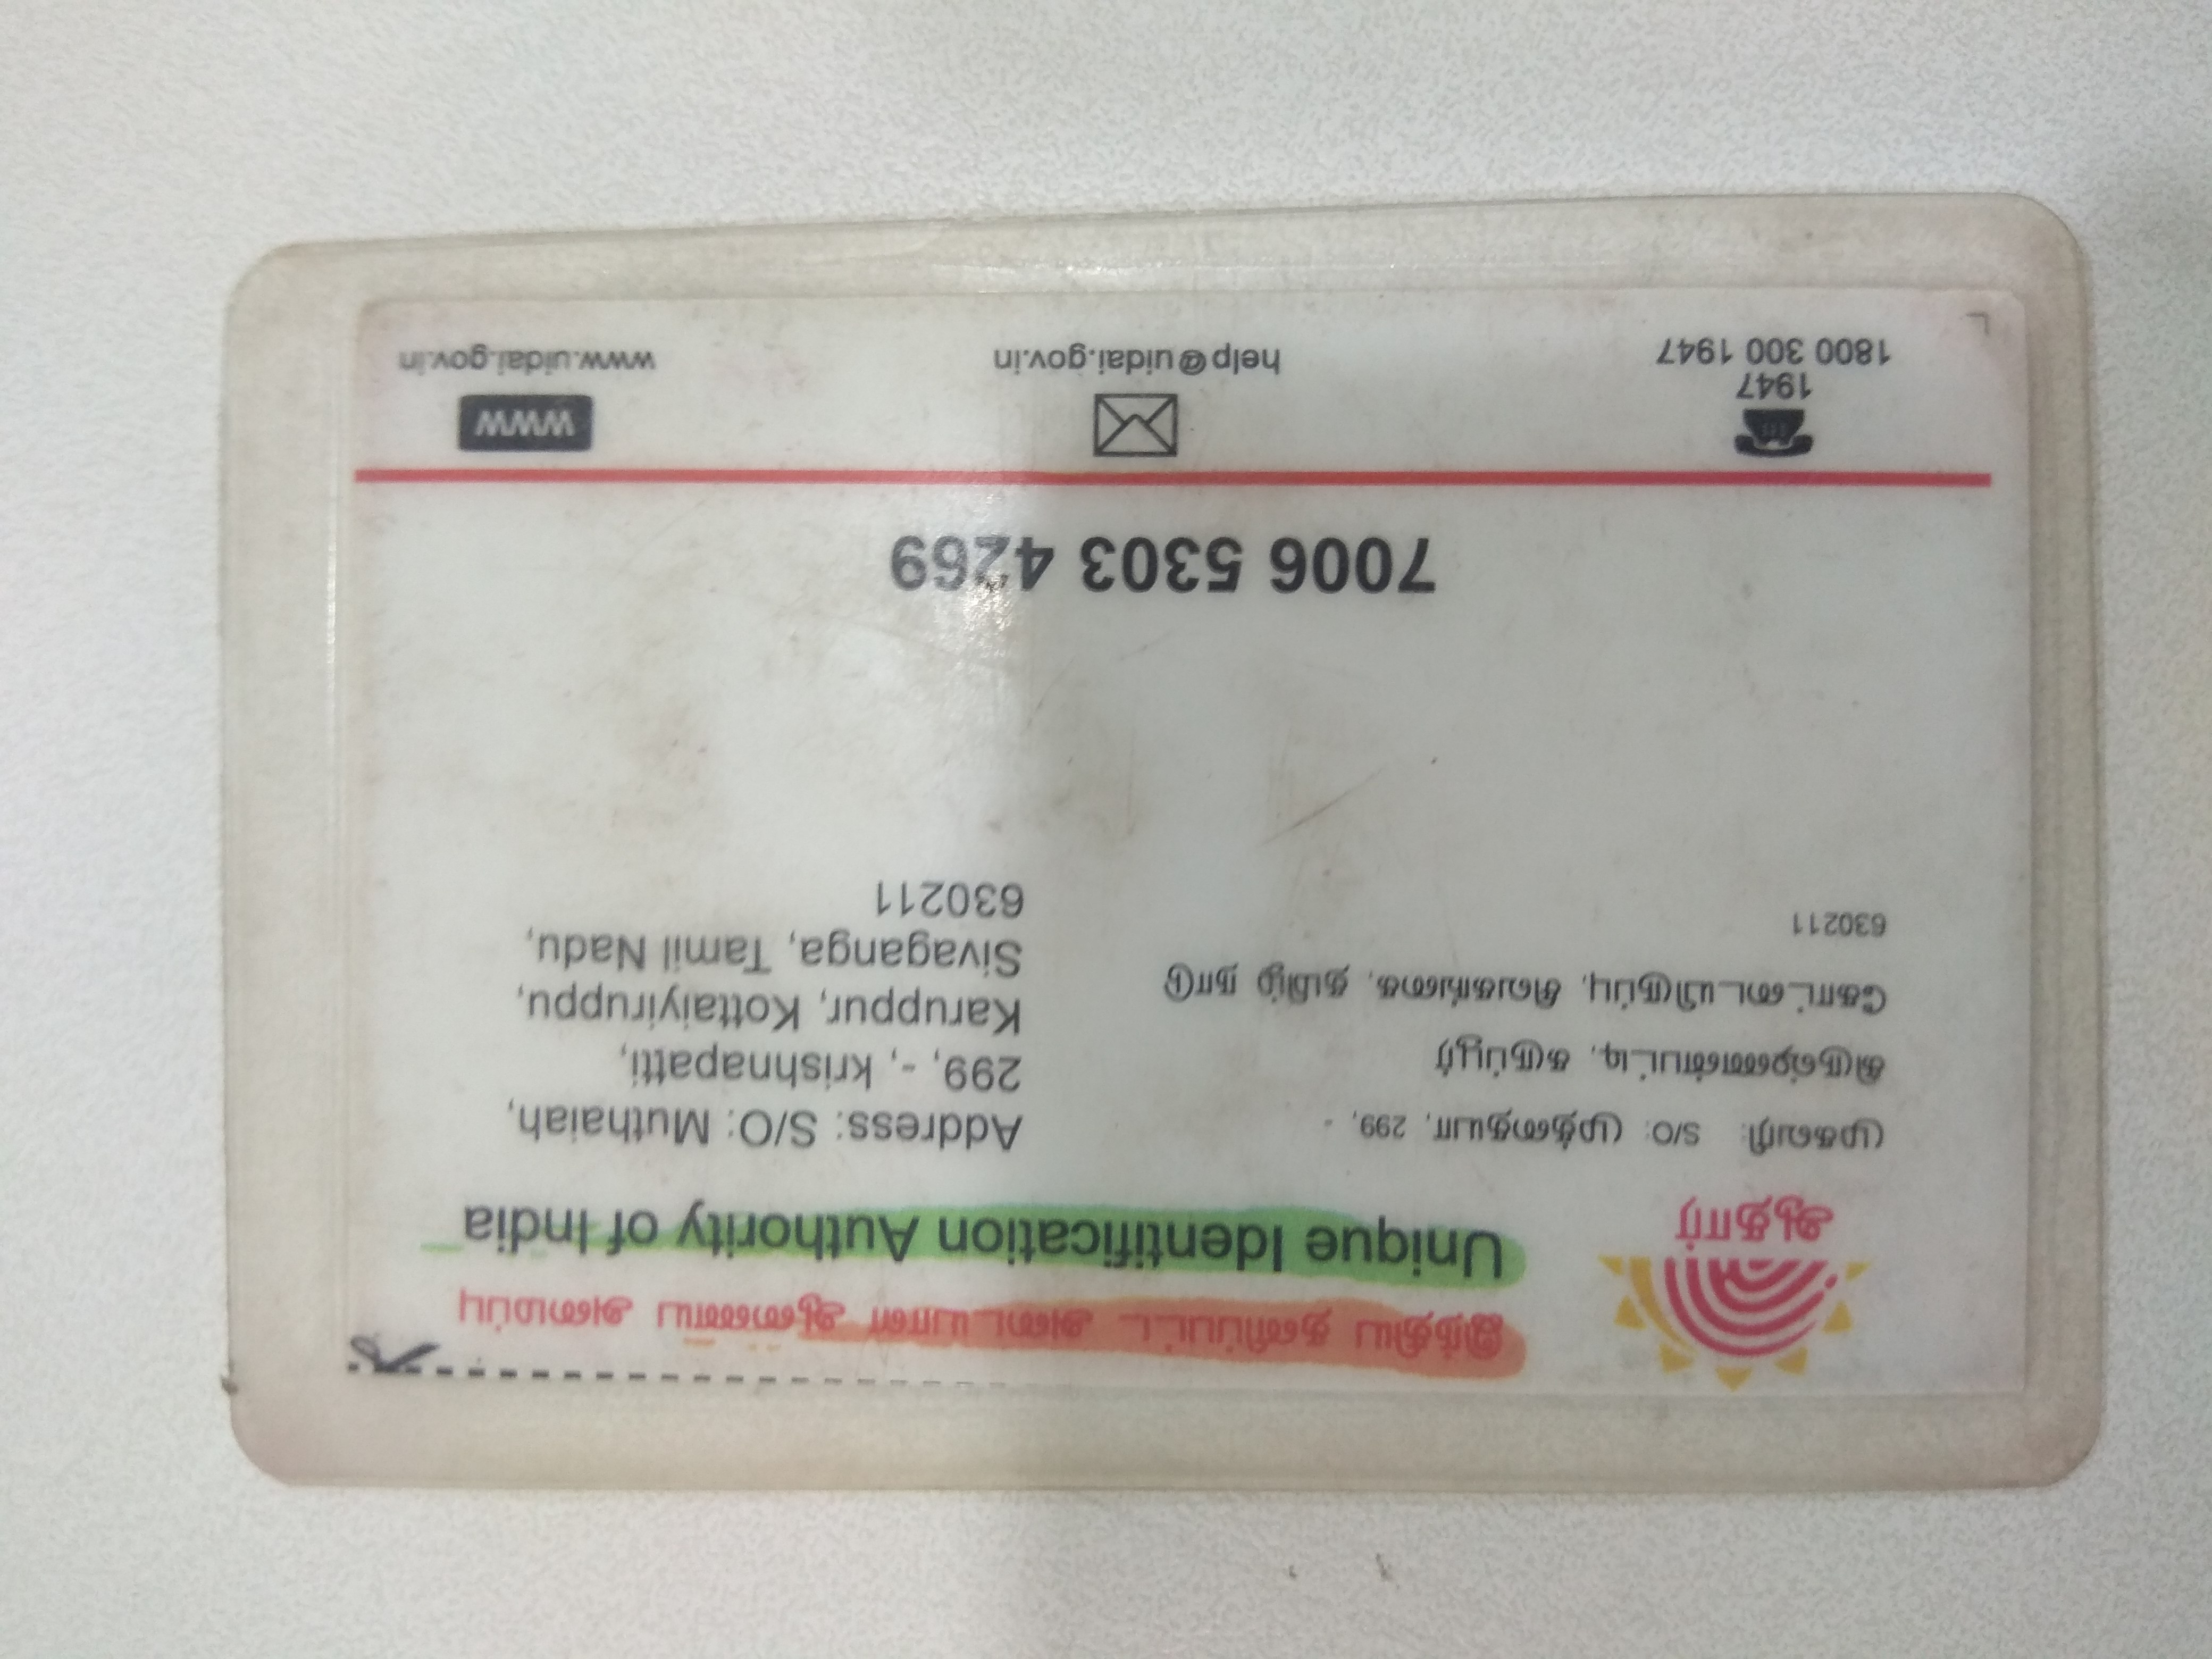 இந்திய தனிப்பட்ட அடையாள ஆணைய அமைப்பு
Unique Identification Authority of India
ஆதார்
முகவரி: S/O: முத்தையா, 299, -
கிருஷ்ணன்பட்டி, கருப்பூர்
கோட்டையிருப்பு, சிவகங்கை, தமிழ் நாடு
630211
Address: S/O: Muthaiah,
299, -, krishnapatti,
Karuppur, Kottaiyiruppu,
Sivaganga, Tamil Nadu,
630211
7006 5303 4269
1947
1800 300 1947
help@uidai.gov.in
WWW
www.uidai.gov.in